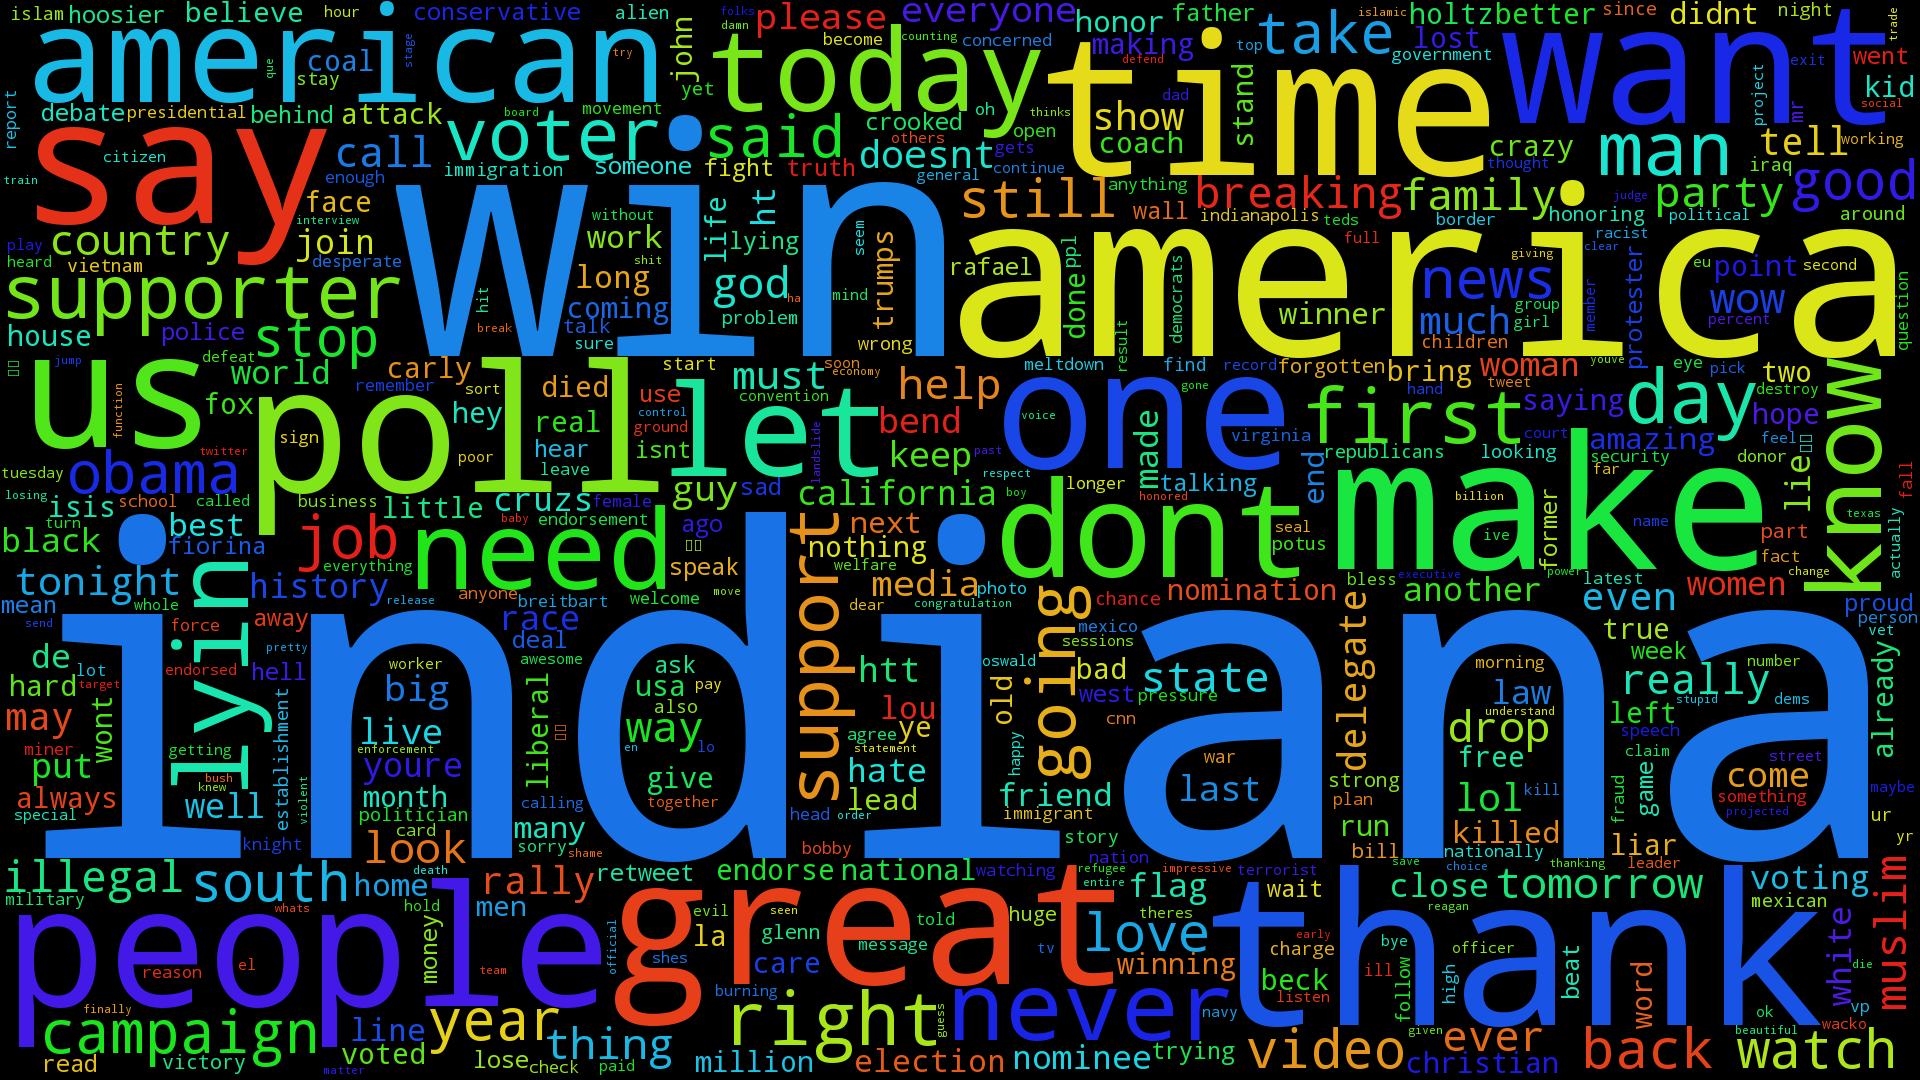 islam hoosier believe conservative hour alien folks please everyone honor father islamic holtzbetter since didnt night
american today time want
que coal stage try john damn become counting concerned making top take government lost exit trade went
stay yet defend kid
report debate presidential behind attack board movement oh thinks dad show stand project mr social
say citizen call voter said crooked others open coach crazy man tell working
train enough immigration someone fight truth doesnt gets general continue thought iraq
win face interview without life ht still anything wall breaking family judge party good
play country join work lying indianapolis teds border honoring political around
heard vietnam desperate shit seem rafael ppl full racist clear giving
supporter long god trumps done america news protester eu point second
hit coming ha mind democrats winner group member wow question
house police stop break talk sure problem wrong much girl percent
us jump defeat world carly start must soon economy meltdown result find record forgotten children bring woman youve eye pick two
function fox remember sort died use convention help gone hand tweet saying day destroy know
poll let one first hope
sign hey real control ground bend voice virginia court amazing feel
tuesday twitter poor hear isnt keep landslide past made end republicans looking security lie
obama leave guy sad california respect talking far donor
losing isis school called business little cruzs female boy longer honored billion name texas fall
turn best baby endorsement ago next dont seal make former part actually
black fiorina job need nothing potus ive fact
everything speak welfare media going bless executive power change
tonight history anyone breitbart welcome move photo chance nomination another latest women
mean whole release race support dear congratulation delegate even proud
send force away deal mexico true person
lyin pretty sessions week vet
de lot endorsed hell worker awesome ask htt oswald bad state morning law really number already
hard target big liberal usa pay old west pressure understand stupid dems
may indiana also lou cnn left
miner wont getting live enforcement way en lo agree ye statement happy war drop speech street
put bush youre hate free claim come
always knew establishment month give last strong lol kill fraud game something maybe
special well violent politician calling together head lead order friend plan projected
card many immigrant run killed ur
knight look sorry shame bobby story bill nationally liar leader yr
illegal south home death rally retweet endorse national watching nation refugee impressive terrorist save choice thanking close tomorrow voting
military whats hold men evil seen told huge entire flag wait reagan mexican muslim
people great thank
money official la glenn message tv theres love early charge bye officer white
reason el team shes care winning beck ill follow high beat word die
finally burning guess navy listen ok vp
campaign line year right never given beautiful wacko
read victory matter voted lose check thing paid million election nominee trying video ever christian back watch